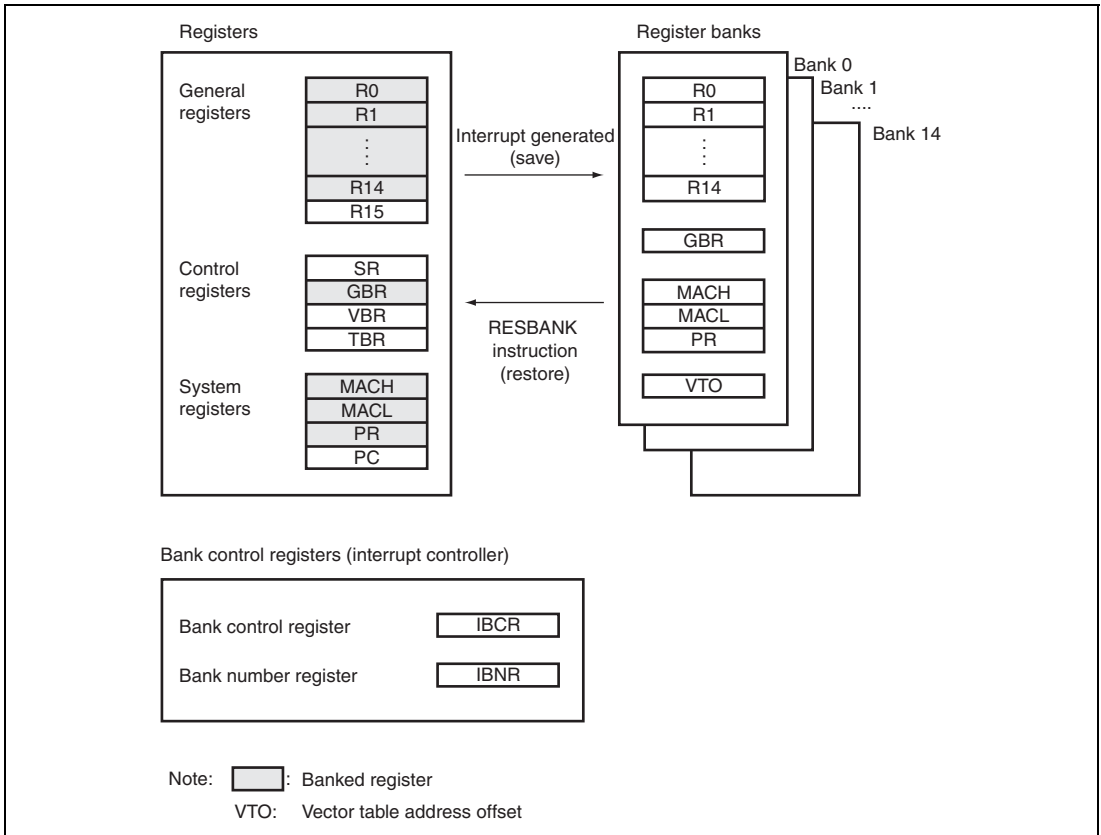 Registers
General
registers
R0
R1
⋮
R14
R15
Control
registers
SR
GBR
VBR
TBR
System
registers
MACH
MACL
PR
PC
Interrupt generated
(save)
RESBANK
instruction
(restore)
Register banks
Bank 0
Bank 1
....
Bank 14
R0
R1
⋮
R14
GBR
MACH
MACL
PR
VTO
Bank control registers (interrupt controller)
Bank control register
IBCR
Bank number register
IBNR
Note: : Banked register
VTO: Vector table address offset